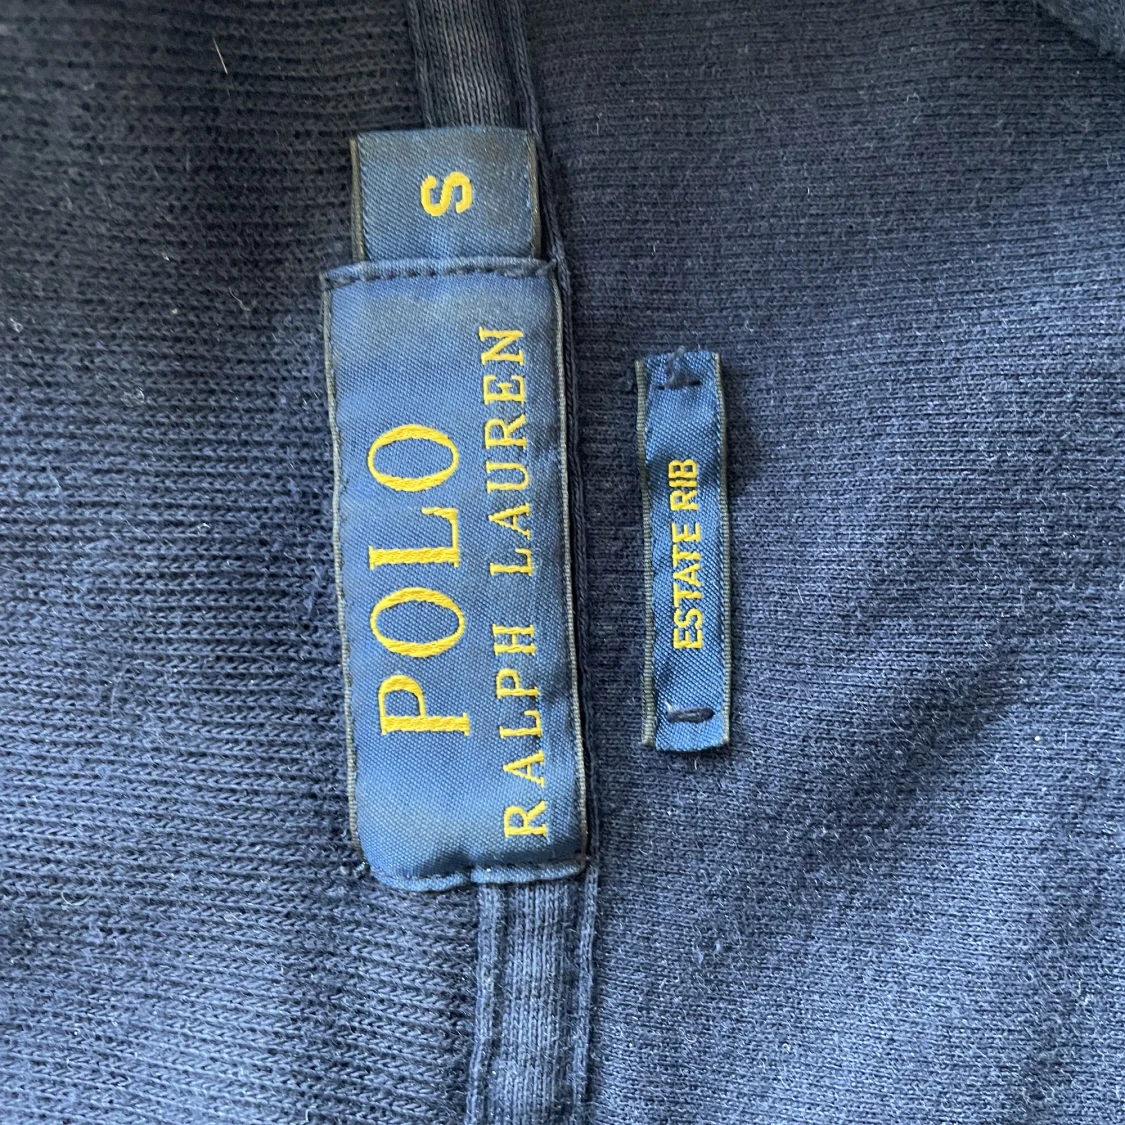 S
POLO
RALPH LAUREN
ESTATE RIB